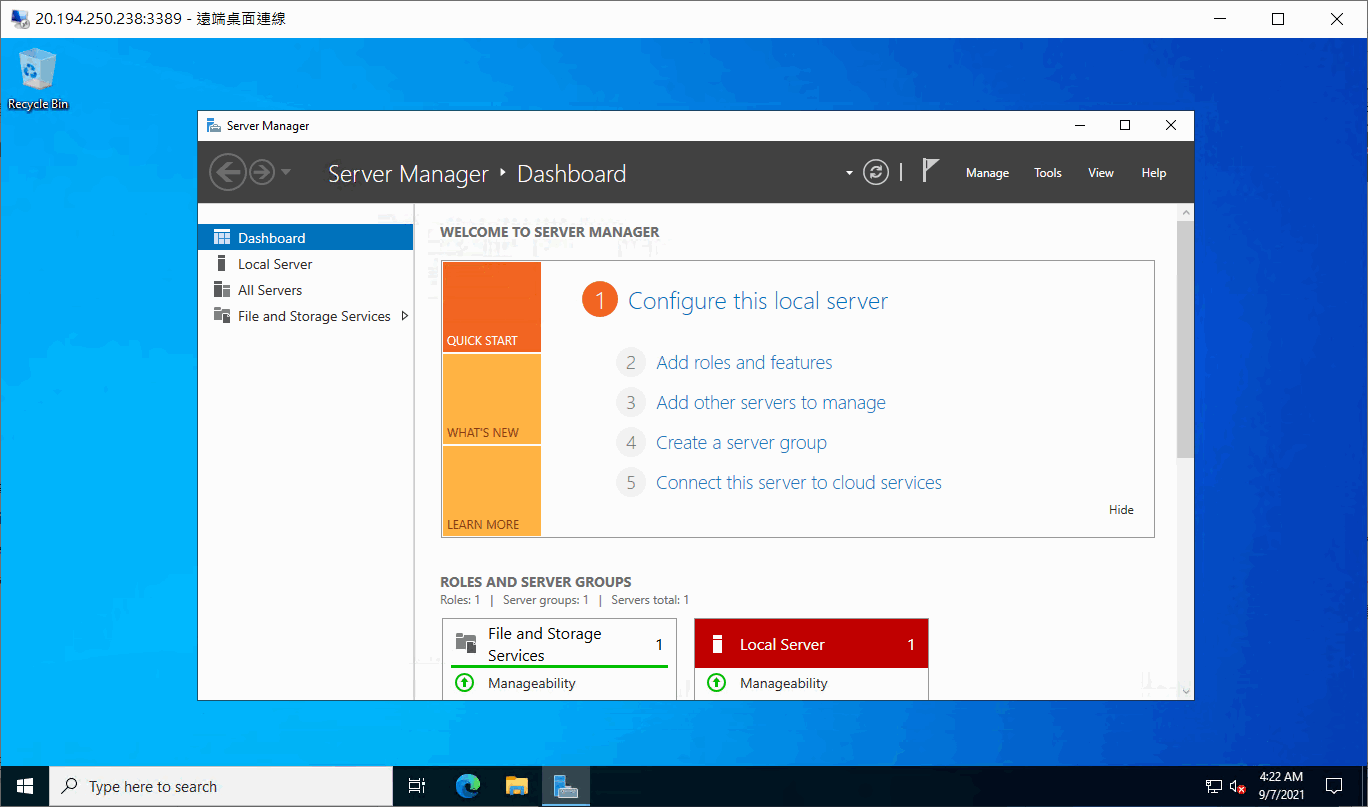 20.194.250.238:3389 - 遠端桌面連線
Recycle Bin
Server Manager
Server Manager ‣ Dashboard
Manage
Tools
View
Help
Dashboard
Local Server
All Servers
File and Storage Services
WELCOME TO SERVER MANAGER
QUICK START
WHAT'S NEW
LEARN MORE
1 Configure this local server
2 Add roles and features
3 Add other servers to manage
4 Create a server group
5 Connect this server to cloud services
Hide
ROLES AND SERVER GROUPS
Roles: 1 | Server groups: 1 | Servers total: 1
File and Storage
Services
1
Manageability
Local Server 1
Manageability
Type here to search
4:22 AM
9/7/2021